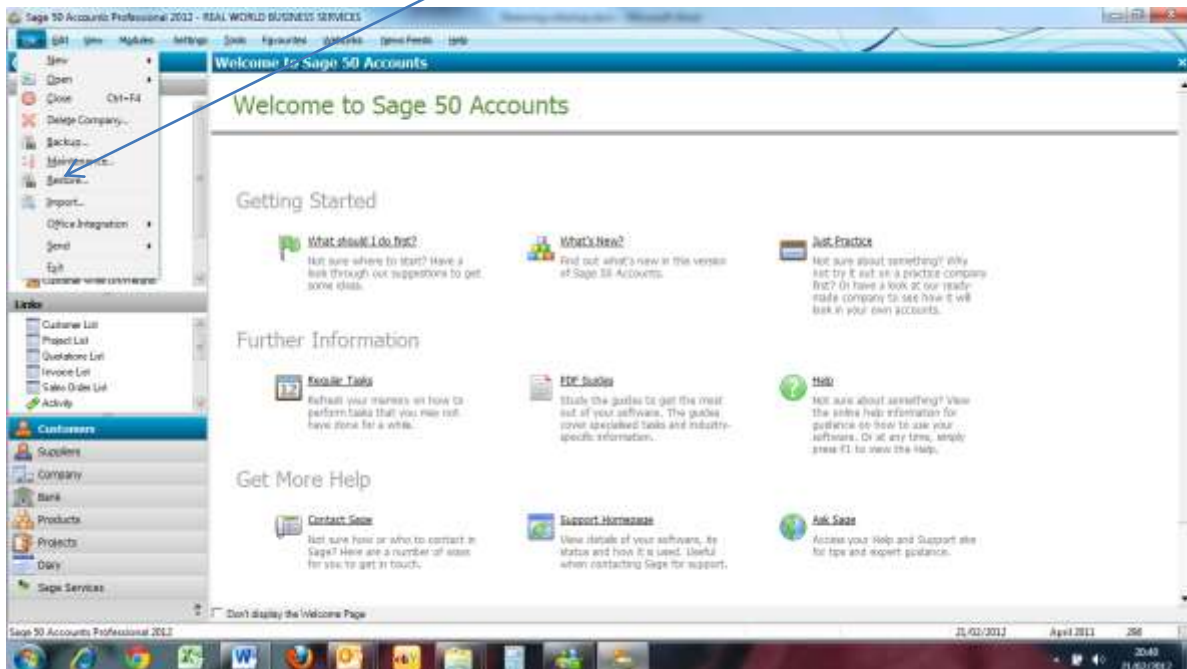 Sage 50 Accounts Professional 2012 - REAL WORLD BUSINESS SERVICES
Edit View Modules Settings Tools Favourites WebLinks News Feeds Help
New
Open
Close Ctrl+F4
Delete Company...
Backup...
Maintenance...
Restore...
Import...
Office Integration
Send
Exit
Links
Customer List
Project List
Quotations List
Invoice List
Sales Order List
Activity
Customers
Suppliers
Company
Bank
Products
Projects
Diary
Sage Services
Welcome to Sage 50 Accounts
Welcome to Sage 50 Accounts
Getting Started
What should I do first?
Not sure where to start? Have a
look through our suggestions to get
some ideas.
What's New?
Find out what's new in this version
of Sage 50 Accounts.
Just Practice
Not sure about something? Why
not try it out on a practice company
first? Or have a look at our ready-
made company to see how it will
look in your own accounts.
Further Information
Regular Tasks
Refresh your memory on how to
perform tasks that you may not
have done for a while.
PDF Guides
Study the guides to get the most
out of your software. The guides
cover specialised tasks and industry-
specific information.
Help
Not sure about something? View
the online help information for
guidance on how to use your
software. Or at any time, simply
press F1 to view the Help.
Get More Help
Contact Sage
Not sure how or who to contact in
Sage? Here are a number of ways
for you to get in touch.
Support Homepage
View details of your software, its
status and how it is used. Useful
when contacting Sage for support.
Ask Sage
Access your Help and Support site
for tips and expert guidance.
Don't display the Welcome Page
Sage 50 Accounts Professional 2012
21/02/2012 April 2011 298
20:40